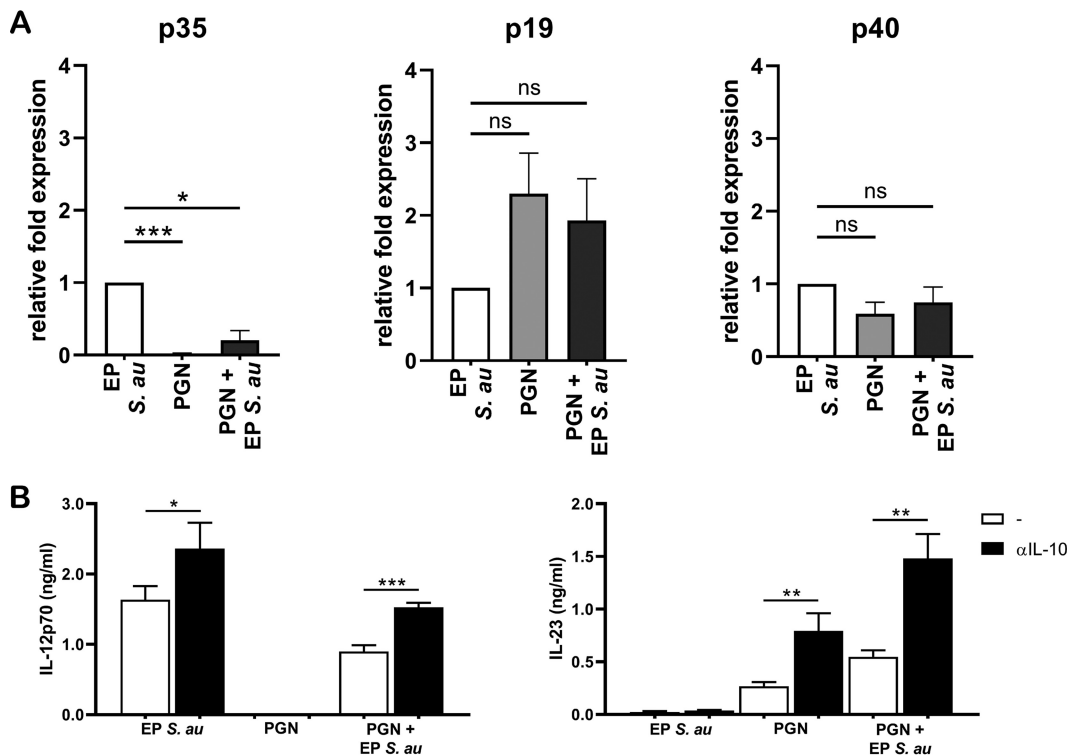 A
p35
p19
p40
relative fold expression
4
3
2
1
0
*
***
EP
S. au
PGN
PGN +
EP S. au
relative fold expression
4
3
2
1
0
ns
ns
EP
S. au
PGN
PGN +
EP S. au
relative fold expression
4
3
2
1
0
ns
ns
EP
S. au
PGN
PGN +
EP S. au
B
IL-12p70 (ng/ml)
3.0
2.0
1.0
0.0
*
***
EP S. au
PGN
PGN +
EP S. au
IL-23 (ng/ml)
2.0
1.5
1.0
0.5
0.0
**
**
EP S. au
PGN
PGN +
EP S. au
-
αIL-10